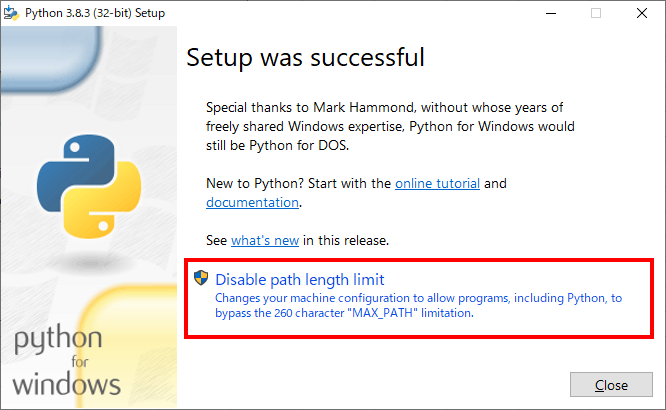 Python 3.8.3 (32-bit) Setup
Setup was successful
Special thanks to Mark Hammond, without whose years of
freely shared Windows expertise, Python for Windows would
still be Python for DOS.
New to Python? Start with the online tutorial and
documentation.
See what's new in this release.
Disable path length limit
Changes your machine configuration to allow programs, including Python, to
bypass the 260 character "MAX_PATH" limitation.
python
for
windows
Close